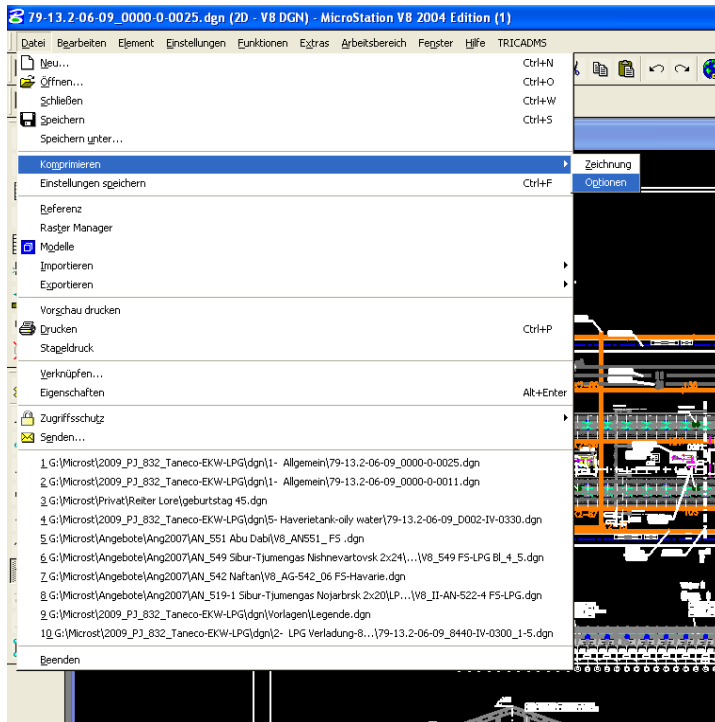 79-13.2-06-09_0000-0-0025.dgn (2D - V8 DGN) - MicroStation V8 2004 Edition (1)
Datei Bearbeiten Element Einstellungen Funktionen Extras Arbeitsbereich Fenster Hilfe TRICADMS
Neu... Ctrl+N
Öffnen... Ctrl+O
Schließen Ctrl+W
Speichern Ctrl+S
Speichern unter...
Komprimieren
Zeichnung
Einstellungen speichern Ctrl+F
Optionen
Referenz
Raster Manager
Modelle
Importieren
Exportieren
Vorschau drucken
Drucken Ctrl+P
Stapeldruck
Verknüpfen...
Eigenschaften Alt+Enter
Zugriffsschutz
Senden...
1 G:\Microst\2009_PJ_832_Taneco-EKW-LPG\dgn\1- Allgemein\79-13.2-06-09_0000-0-0025.dgn
2 G:\Microst\2009_PJ_832_Taneco-EKW-LPG\dgn\1- Allgemein\79-13.2-06-09_0000-0-0011.dgn
3 G:\Microst\Privat\Reiter Lore\geburtstag 45.dgn
4 G:\Microst\2009_PJ_832_Taneco-EKW-LPG\dgn\5- Haverietank-oily water\79-13.2-06-09_D002-IV-0330.dgn
5 G:\Microst\Angebote\Ang2007\AN_551 Abu Dabi\V8_AN551_ FS .dgn
6 G:\Microst\Angebote\Ang2007\AN_549 Sibur-Tjumengas Nishnevartovsk 2x24\...\V8_549 FS-LPG Bl_4_5.dgn
7 G:\Microst\Angebote\Ang2007\AN_542 Naftan\V8_AG-542_06 FS-Havarie.dgn
8 G:\Microst\Angebote\Ang2007\AN_519-1 Sibur-Tjumengas Nojarbrsk 2x20\LP...\V8_II-AN-522-4 FS-LPG.dgn
9 G:\Microst\2009_PJ_832_Taneco-EKW-LPG\dgn\Vorlagen\Legende.dgn
10 G:\Microst\2009_PJ_832_Taneco-EKW-LPG\dgn\2- LPG Verladung-8...\79-13.2-06-09_8440-IV-0300_1-5.dgn
Beenden